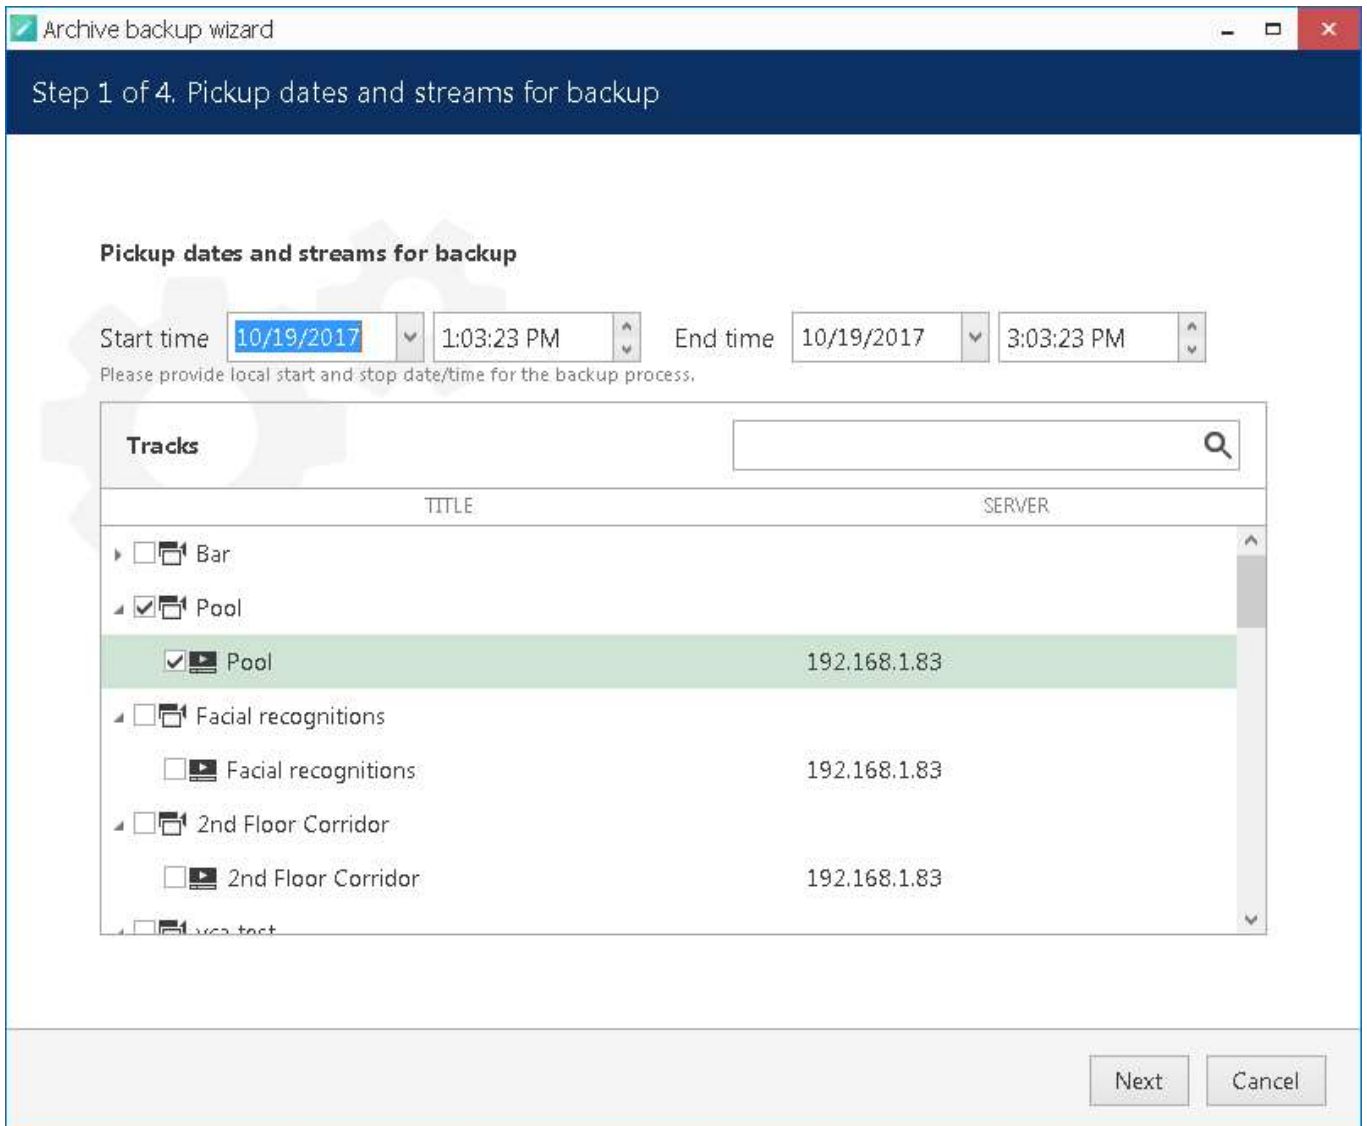 Archive backup wizard
Step 1 of 4. Pickup dates and streams for backup
Pickup dates and streams for backup
Start time 10/19/2017 1:03:23 PM End time 10/19/2017 3:03:23 PM
Please provide local start and stop date/time for the backup process.
Tracks
TITLE SERVER
Bar
Pool
Pool 192.168.1.83
Facial recognitions
Facial recognitions 192.168.1.83
2nd Floor Corridor
2nd Floor Corridor 192.168.1.83
vca test
Next Cancel